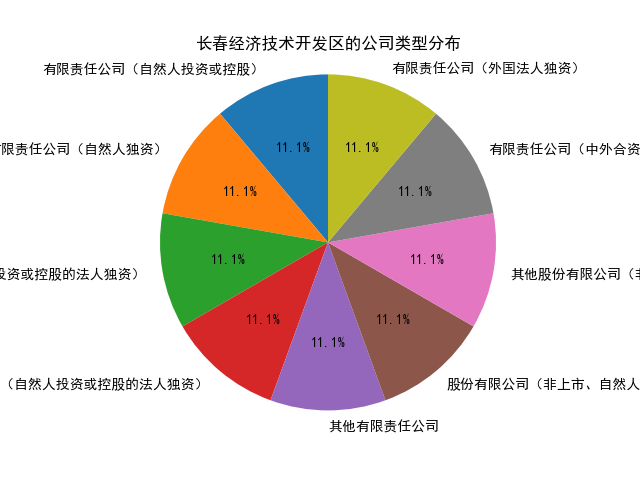 长春经济技术开发区的公司类型分布
有限责任公司（自然人投资或控股）
有限责任公司（外国法人独资）
11.1%
11.1%
限责任公司（自然人独资）
有限责任公司（中外合资
11.1%
11.1%
11.1%
11.1%
投资或控股的法人独资）
其他股份有限公司（非
11.1%
11.1%
11.1%
（自然人投资或控股的法人独资）
股份有限公司（非上市、自然人
其他有限责任公司